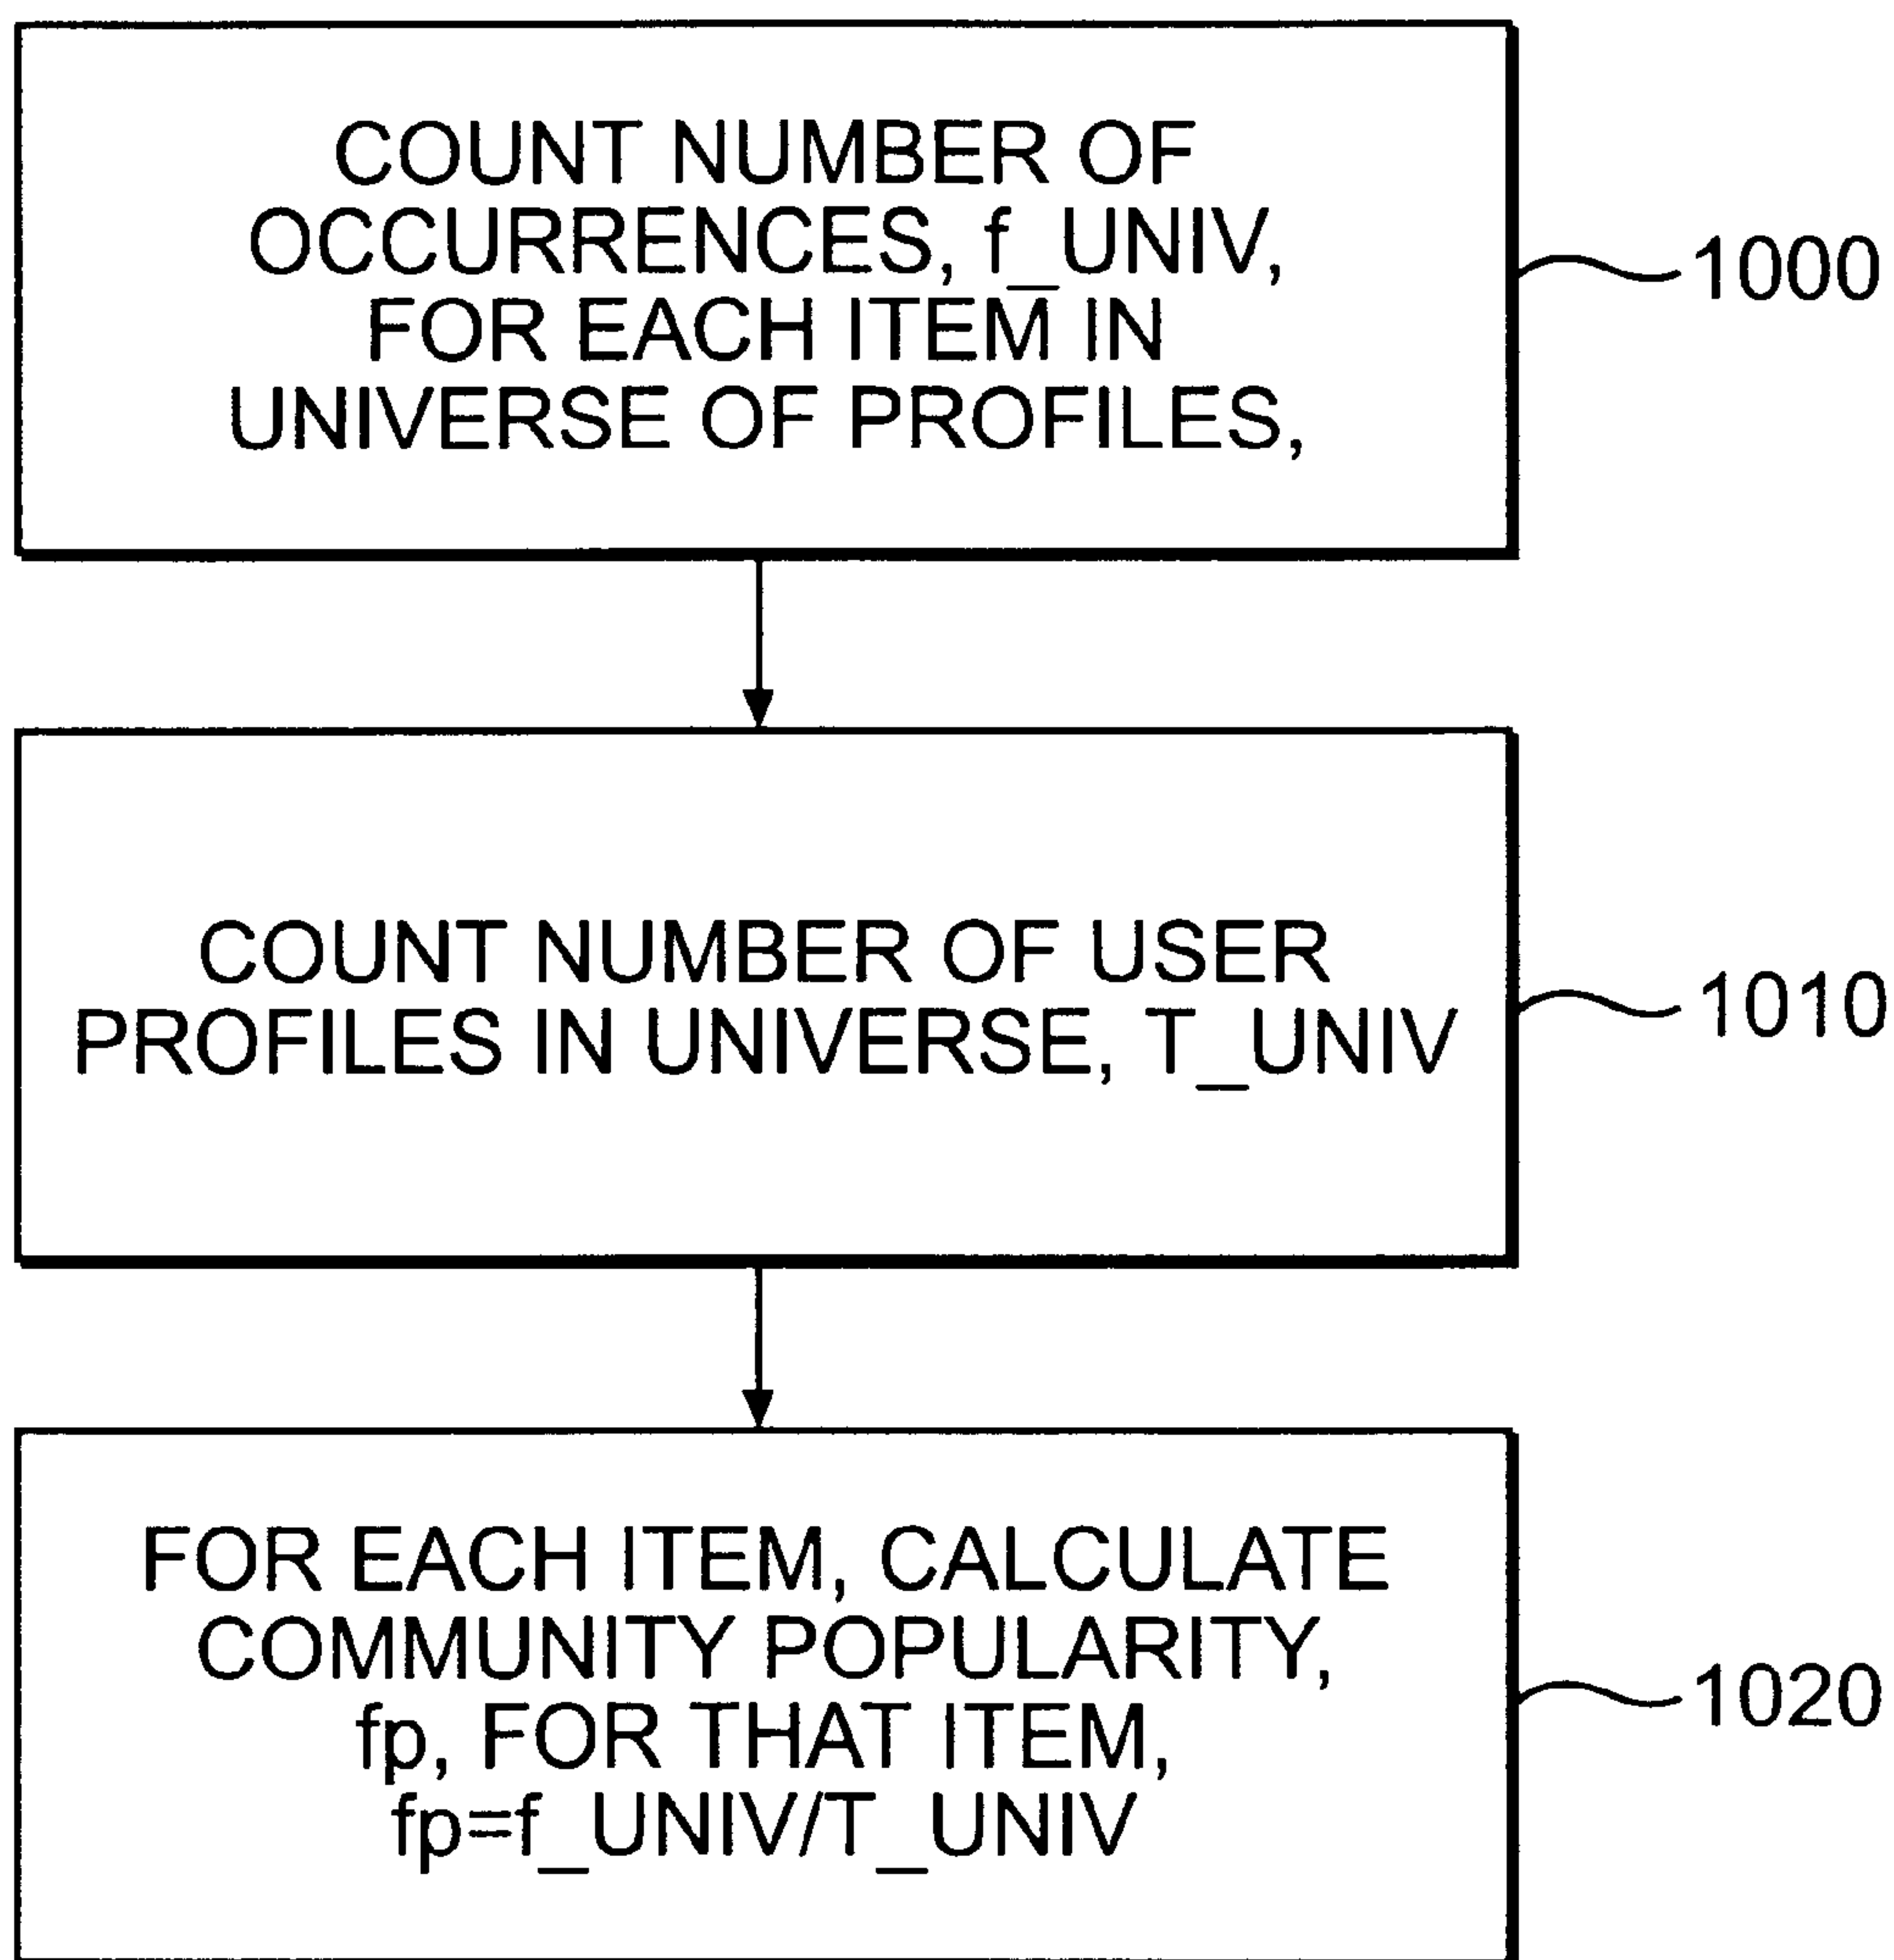 COUNT NUMBER OF
OCCURRENCES, f_UNIV,
FOR EACH ITEM IN
UNIVERSE OF PROFILES,
1000
COUNT NUMBER OF USER
PROFILES IN UNIVERSE, T_UNIV
1010
FOR EACH ITEM, CALCULATE
COMMUNITY POPULARITY,
fp, FOR THAT ITEM,
fp=f_UNIV/T_UNIV
1020